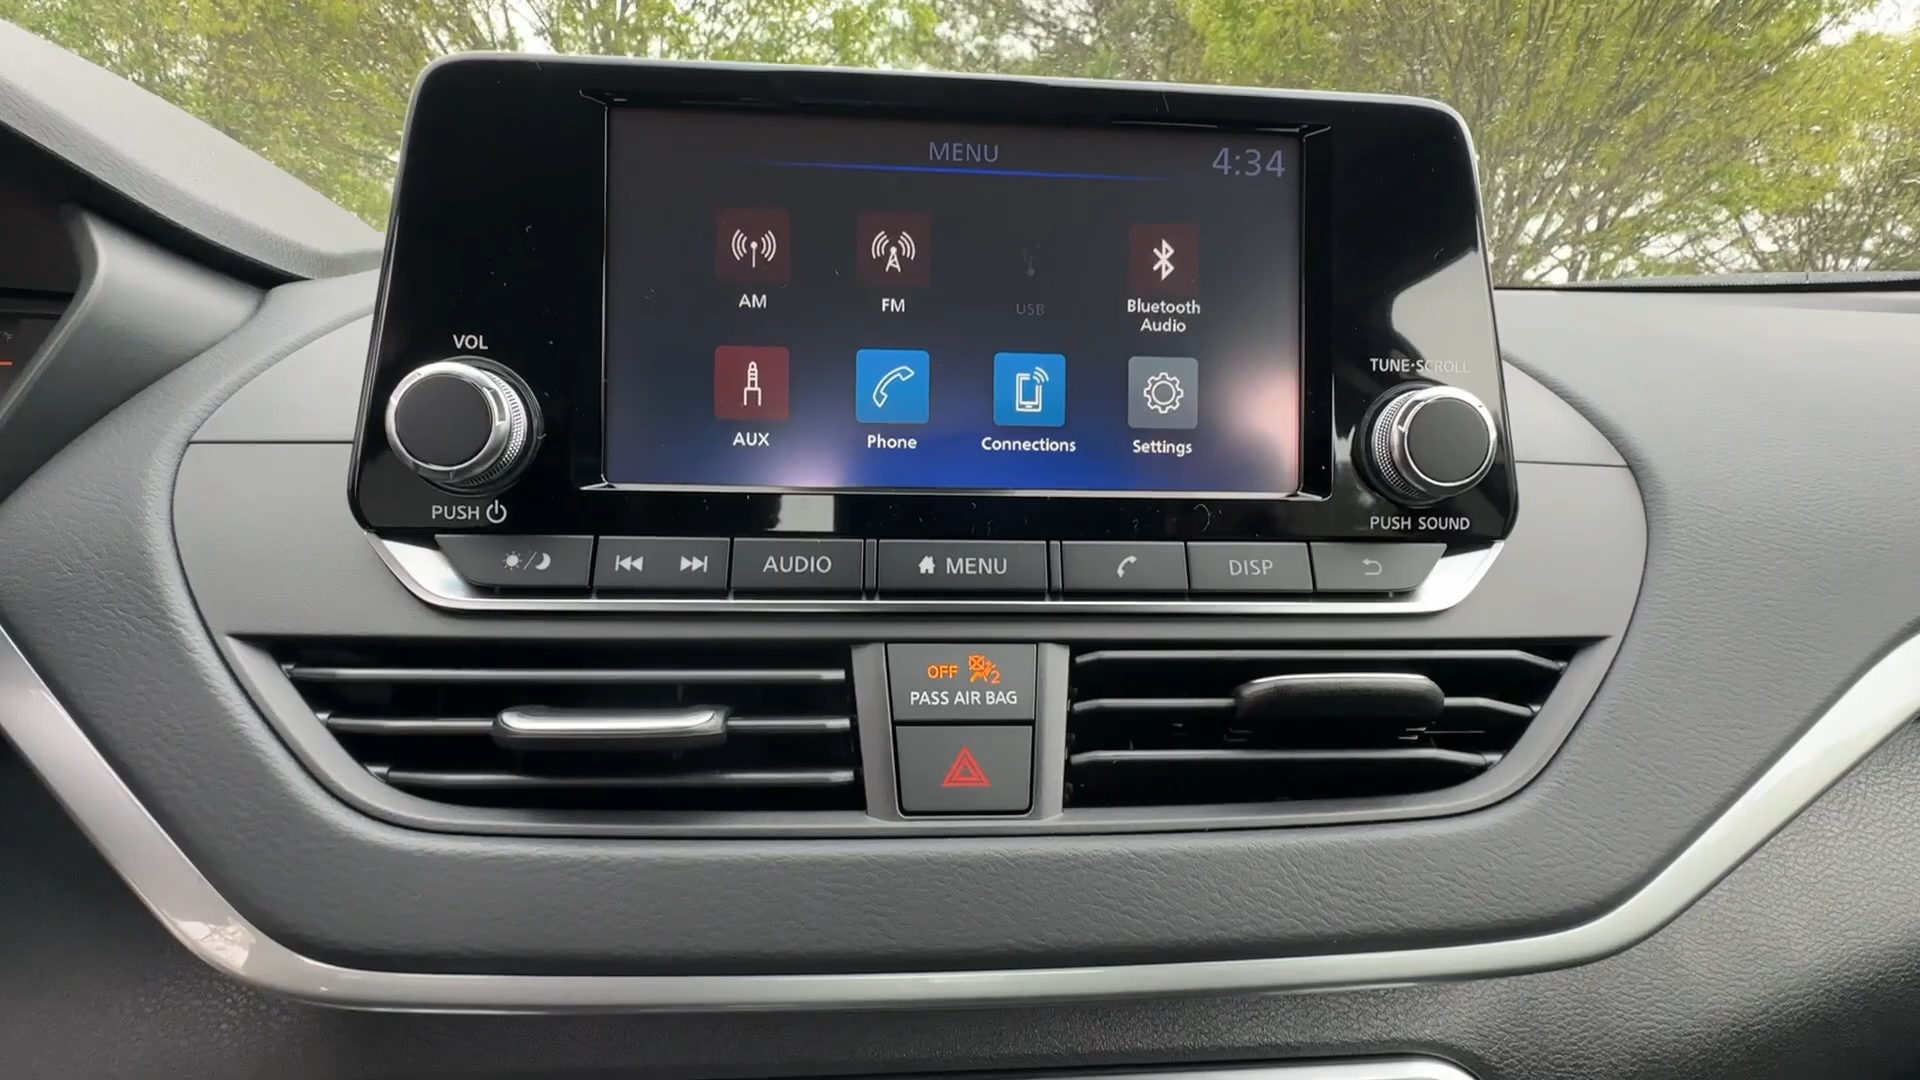 MENU
4:34
AM
FM
USB
Bluetooth
Audio
AUX
Phone
Connections
Settings
VOL
PUSH
TUNE·SCROLL
PUSH SOUND
AUDIO
MENU
DISP
OFF 2
PASS AIR BAG
°F